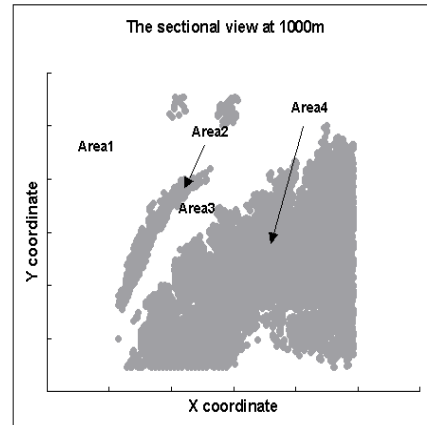 The sectional view at 1000m
Area4
Area2
Area1
Area3
Y coordinate
X coordinate